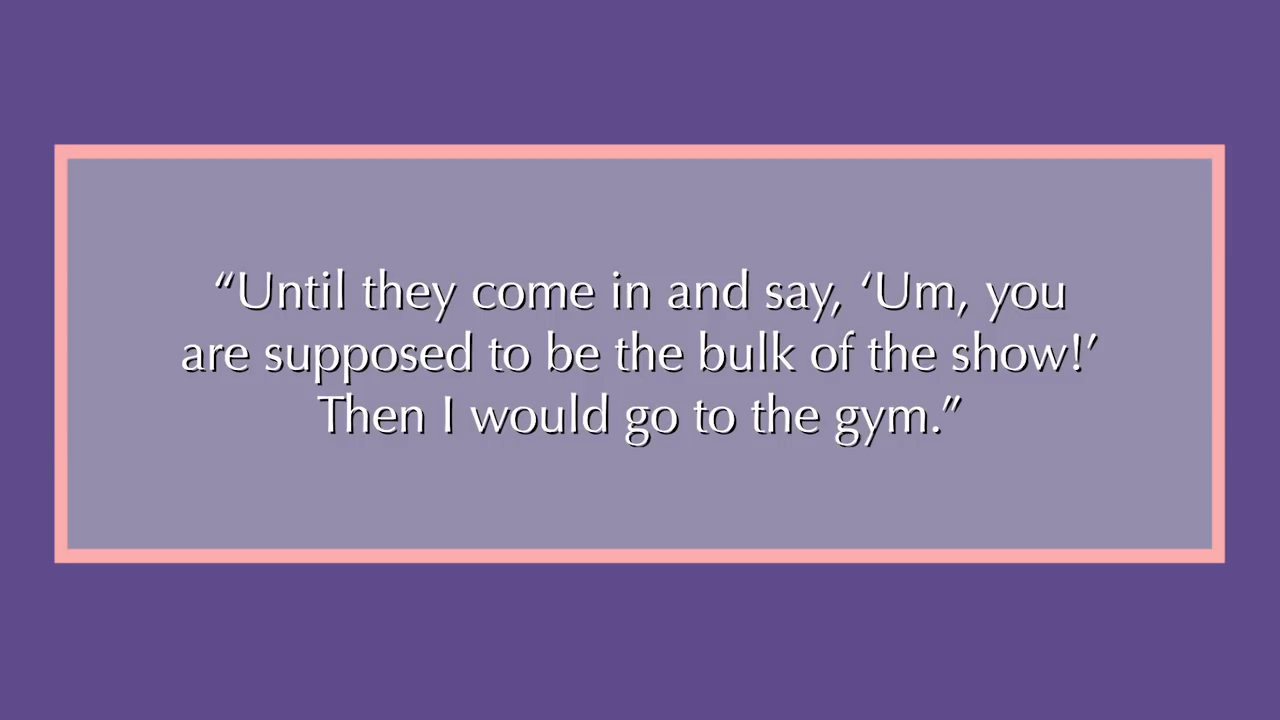 “Until they come in and say, ‘Um, you
are supposed to be the bulk of the show!’
Then I would go to the gym.”